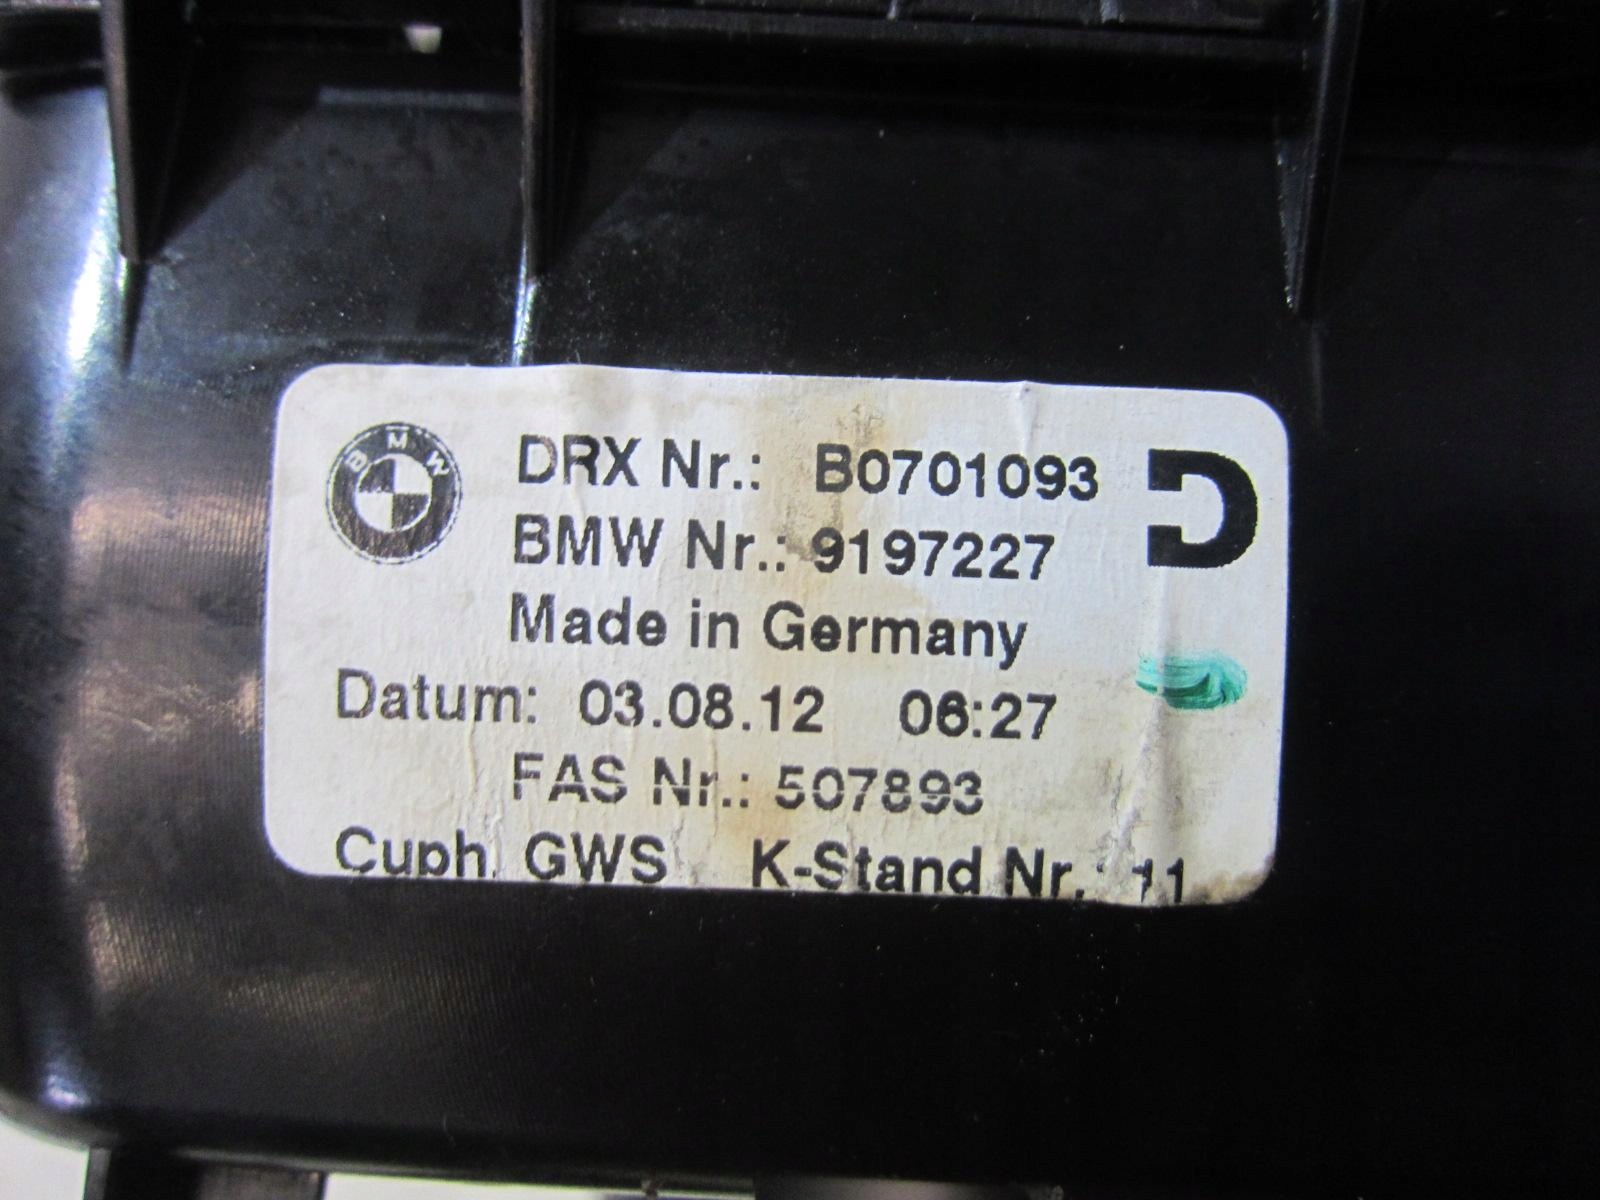 BMW
DRX Nr.: B0701093
BMW Nr.: 9197227
Made in Germany
Datum: 03.08.12 06:27
FAS Nr.: 507893
Cuph. GWS K-Stand Nr.: 11